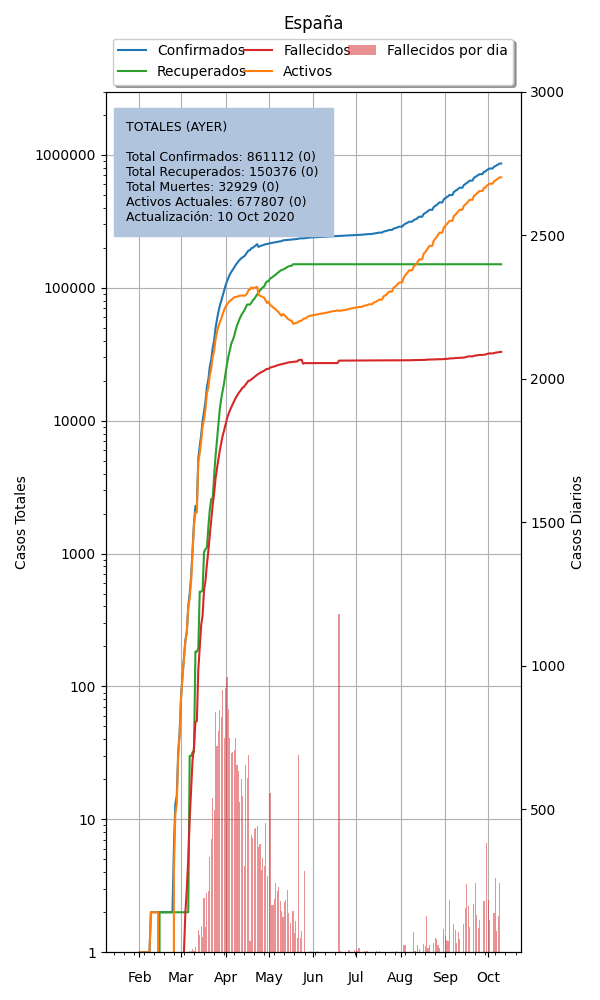 España
Confirmados
Recuperados
Fallecidos
Activos
Fallecidos por dia
TOTALES (AYER)
Total Confirmados: 861112 (0)
Total Recuperados: 150376 (0)
Total Muertes: 32929 (0)
Activos Actuales: 677807 (0)
Actualización: 10 Oct 2020
Casos Totales
1000000
100000
10000
1000
100
10
1
3000
2500
2000
1500
1000
500
Casos Diarios
Feb Mar Apr May Jun Jul Aug Sep Oct